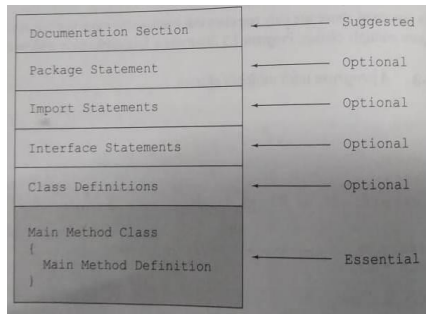 Documentation Section Suggested
Package Statement Optional
Import Statements Optional
Interface Statements Optional
Class Definitions Optional
Main Method Class
{
Main Method Definition Essential
}